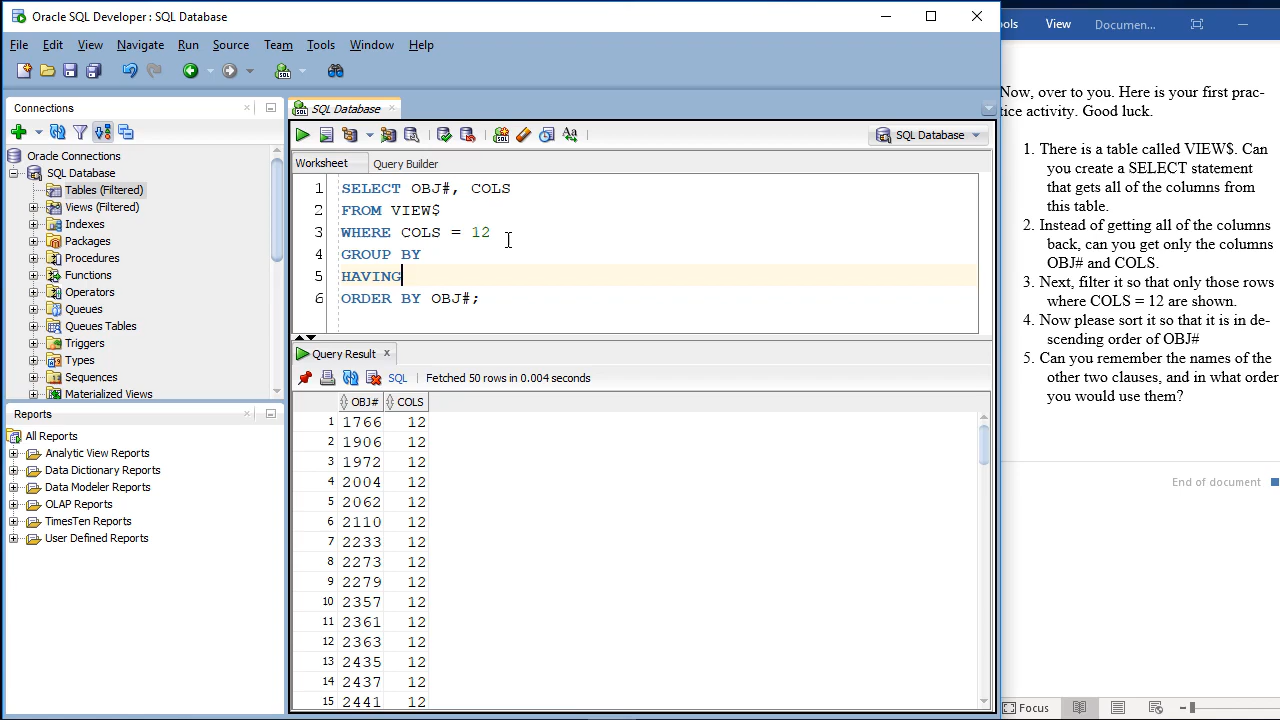 Oracle SQL Developer : SQL Database
File Edit View Navigate Run Source Team Tools Window Help
Connections
Oracle Connections
SQL Database
Tables (Filtered)
Views (Filtered)
Indexes
Packages
Procedures
Functions
Operators
Queues
Queues Tables
Triggers
Types
Sequences
Materialized Views
Reports
All Reports
Analytic View Reports
Data Dictionary Reports
Data Modeler Reports
OLAP Reports
TimesTen Reports
User Defined Reports
SQL Database
SQL Database
Worksheet Query Builder
1 SELECT OBJ#, COLS
2 FROM VIEW$
3 WHERE COLS = 12
4 GROUP BY
5 HAVING
6 ORDER BY OBJ#;
Query Result
SQL Fetched 50 rows in 0.004 seconds
OBJ# COLS
1 1766 12
2 1906 12
3 1972 12
4 2004 12
5 2062 12
6 2110 12
7 2233 12
8 2273 12
9 2279 12
10 2357 12
11 2361 12
12 2363 12
13 2435 12
14 2437 12
15 2441 12
ols View Documen...
Now, over to you. Here is your first prac-
tice activity. Good luck.
1. There is a table called VIEW$. Can
you create a SELECT statement
that gets all of the columns from
this table.
2. Instead of getting all of the columns
back, can you get only the columns
OBJ# and COLS.
3. Next, filter it so that only those rows
where COLS = 12 are shown.
4. Now please sort it so that it is in de-
scending order of OBJ#
5. Can you remember the names of the
other two clauses, and in what order
you would use them?
End of document
Focus